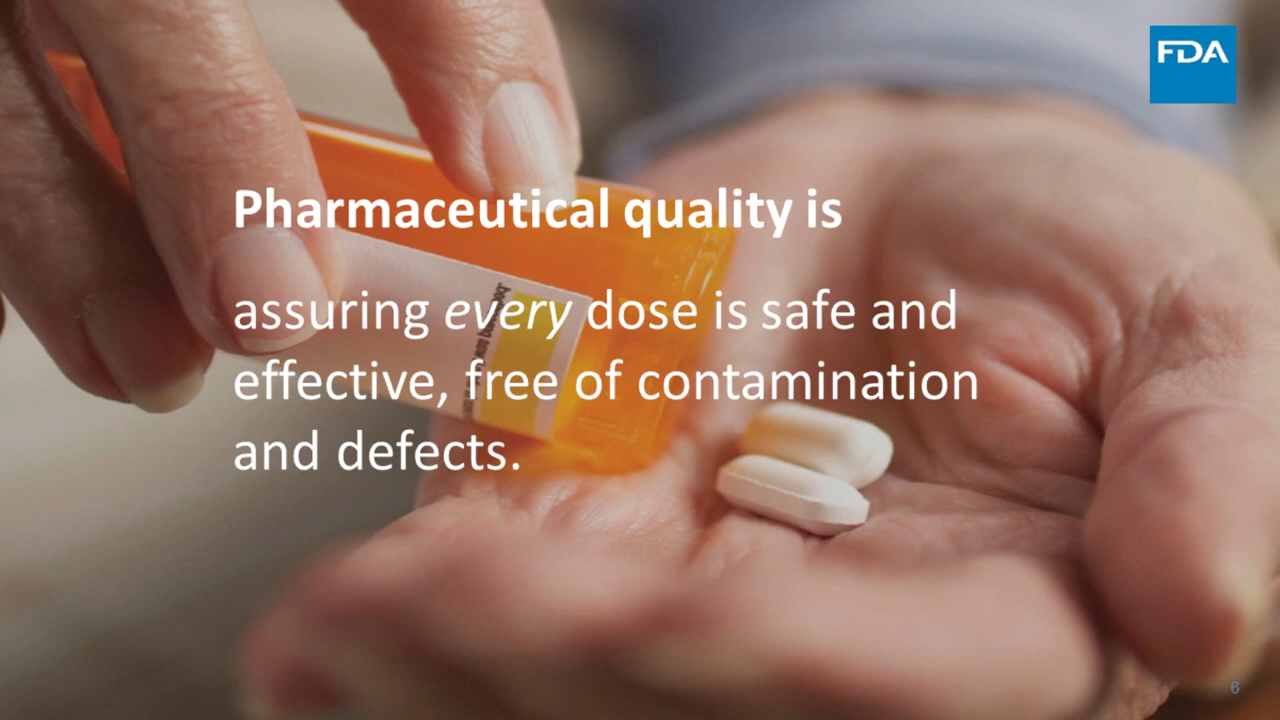 FDA
Pharmaceutical quality is
assuring every dose is safe and
effective, free of contamination
and defects.
6